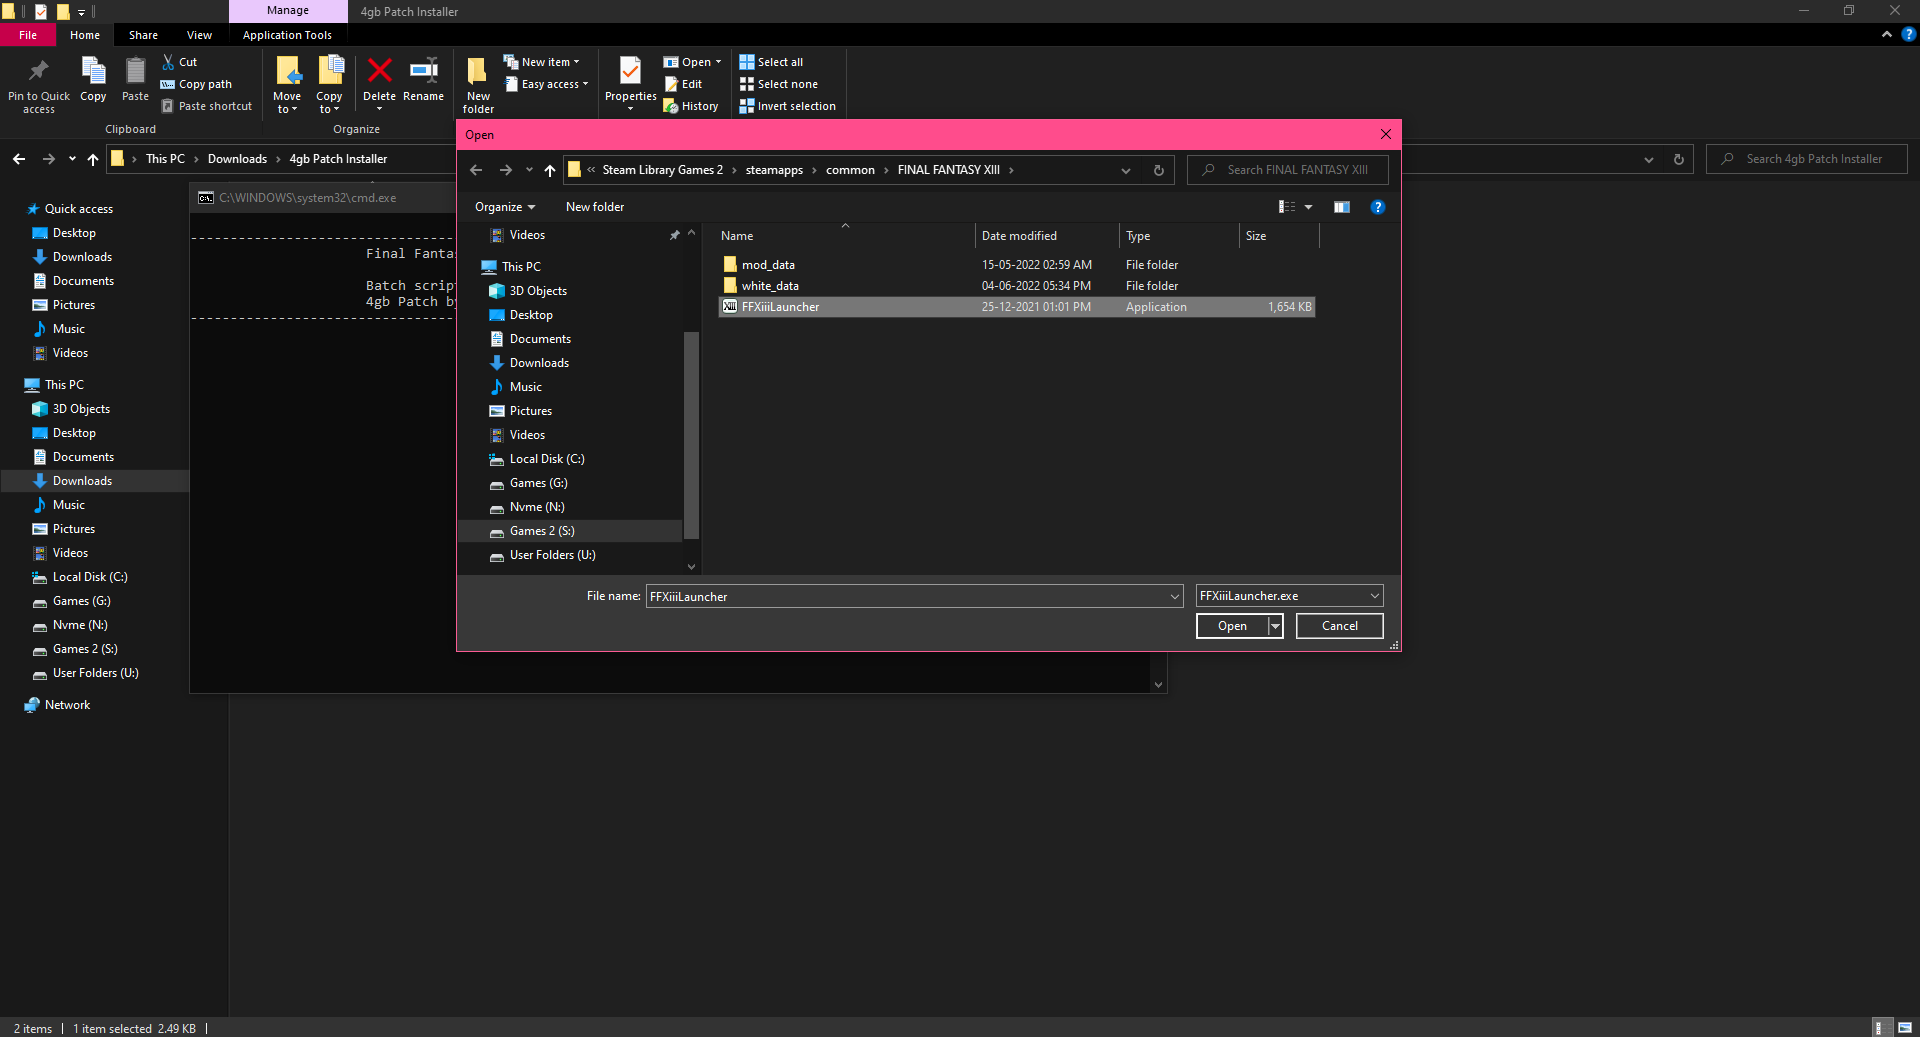 Manage
4gb Patch Installer
File
Home
Share
View
Application Tools
Pin to Quick access
Copy
Paste
Cut
Copy path
Paste shortcut
Clipboard
Move to
Copy to
Delete
Rename
Organize
New folder
New item
Easy access
Properties
Open
Edit
History
Select all
Select none
Invert selection
This PC
Downloads
4gb Patch Installer
Search 4gb Patch Installer
Quick access
Desktop
Downloads
Documents
Pictures
Music
Videos
This PC
3D Objects
Desktop
Documents
Downloads
Music
Pictures
Videos
Local Disk (C:)
Games (G:)
Nvme (N:)
Games 2 (S:)
User Folders (U:)
Network
C:\WINDOWS\system32\cmd.exe
Final Fanta
Batch scrip
4gb Patch b
Open
« Steam Library Games 2
steamapps
common
FINAL FANTASY XIII
Search FINAL FANTASY XIII
Organize
New folder
Videos
This PC
3D Objects
Desktop
Documents
Downloads
Music
Pictures
Videos
Local Disk (C:)
Games (G:)
Nvme (N:)
Games 2 (S:)
User Folders (U:)
Name
Date modified
Type
Size
mod_data 15-05-2022 02:59 AM File folder
white_data 04-06-2022 05:34 PM File folder
FFXiiiLauncher 25-12-2021 01:01 PM Application 1,654 KB
File name: FFXiiiLauncher
FFXiiiLauncher.exe
Open
Cancel
2 items
1 item selected 2.49 KB